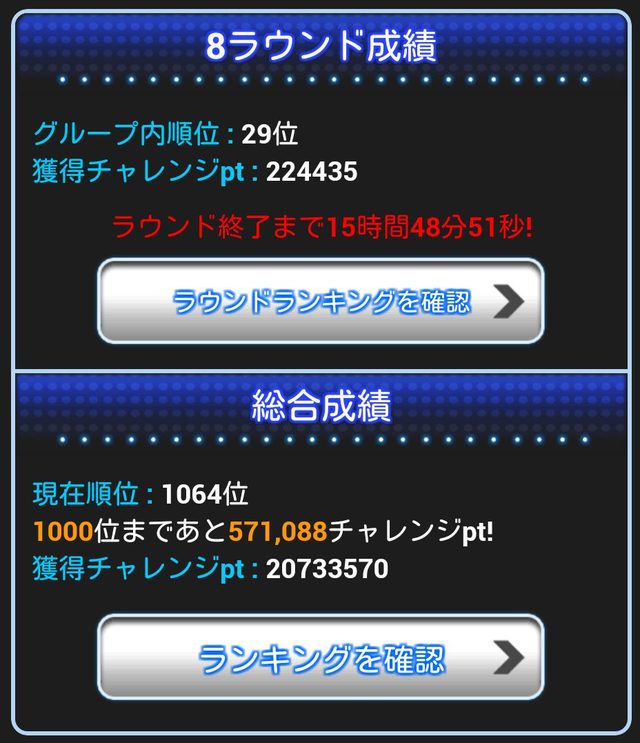 8ラウンド成績
グループ内順位 : 29位
獲得チャレンジpt : 224435
ラウンド終了まで15時間48分51秒!
ラウンドランキングを確認
総合成績
現在順位 : 1064位
1000位まであと571,088チャレンジpt!
獲得チャレンジpt : 20733570
ランキングを確認